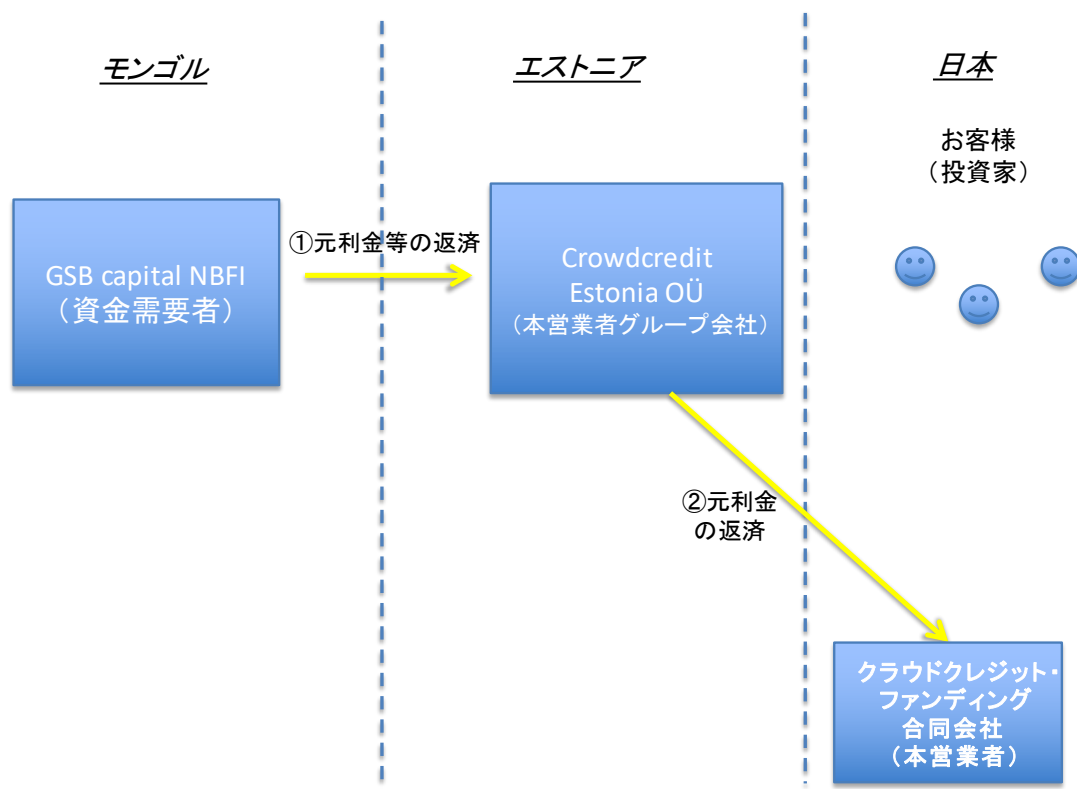 モンゴル
エストニア
日本
お客様
（投資家）
GSB capital NBFI
（資金需要者）
①元利金等の返済
Crowdcredit
Estonia OÜ
（本営業者グループ会社）
②元利金
の返済
クラウドクレジット・
ファンディング
合同会社
（本営業者）